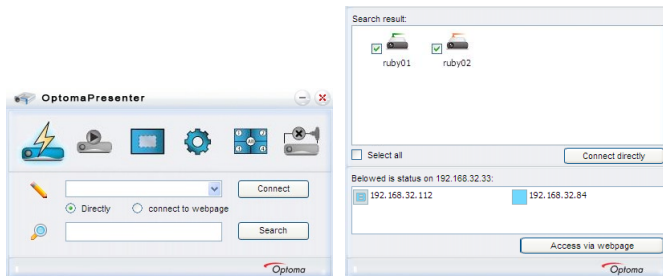 OptomaPresenter
Connect
Directly
connect to webpage
Search
Optoma
Search result:
ruby01
ruby02
Select all
Connect directly
Belowed is status on 192.168.32.33:
192.168.32.112
192.168.32.84
Access via webpage
Optoma